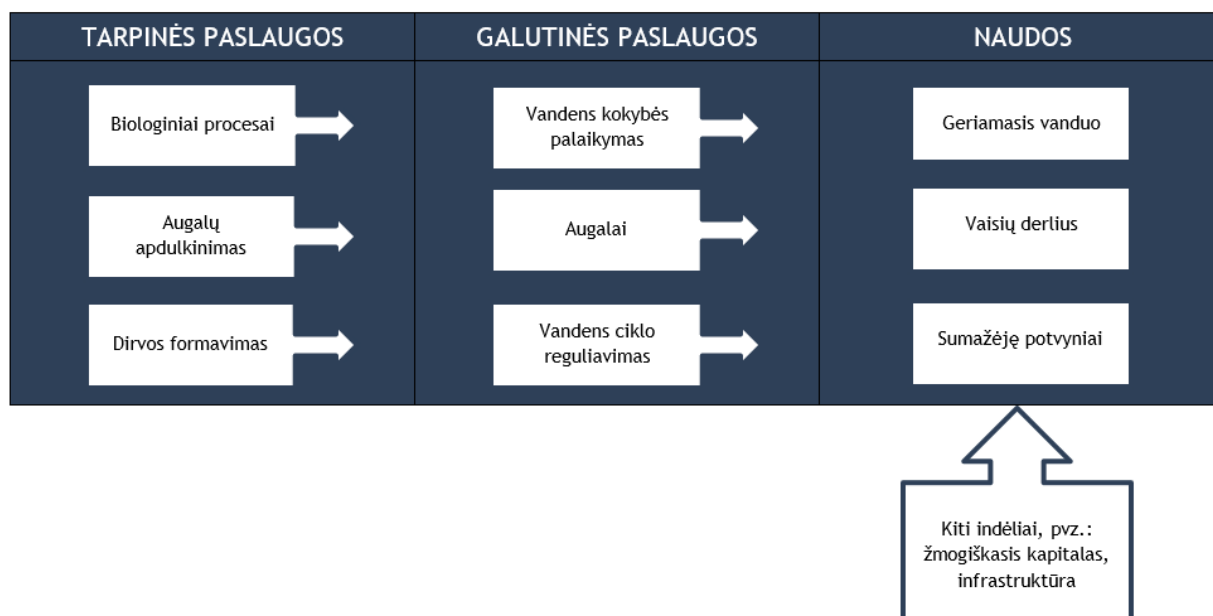 TARPINĖS PASLAUGOS
GALUTINĖS PASLAUGOS
NAUDOS
Biologiniai procesai
Vandens kokybės
palaikymas
Geriamasis vanduo
Augalų
apdulkinimas
Augalai
Vaisių derlius
Dirvos formavimas
Vandens ciklo
reguliavimas
Sumažėję potvyniai
Kiti indėliai, pvz.:
žmogiškasis kapitalas,
infrastruktūra